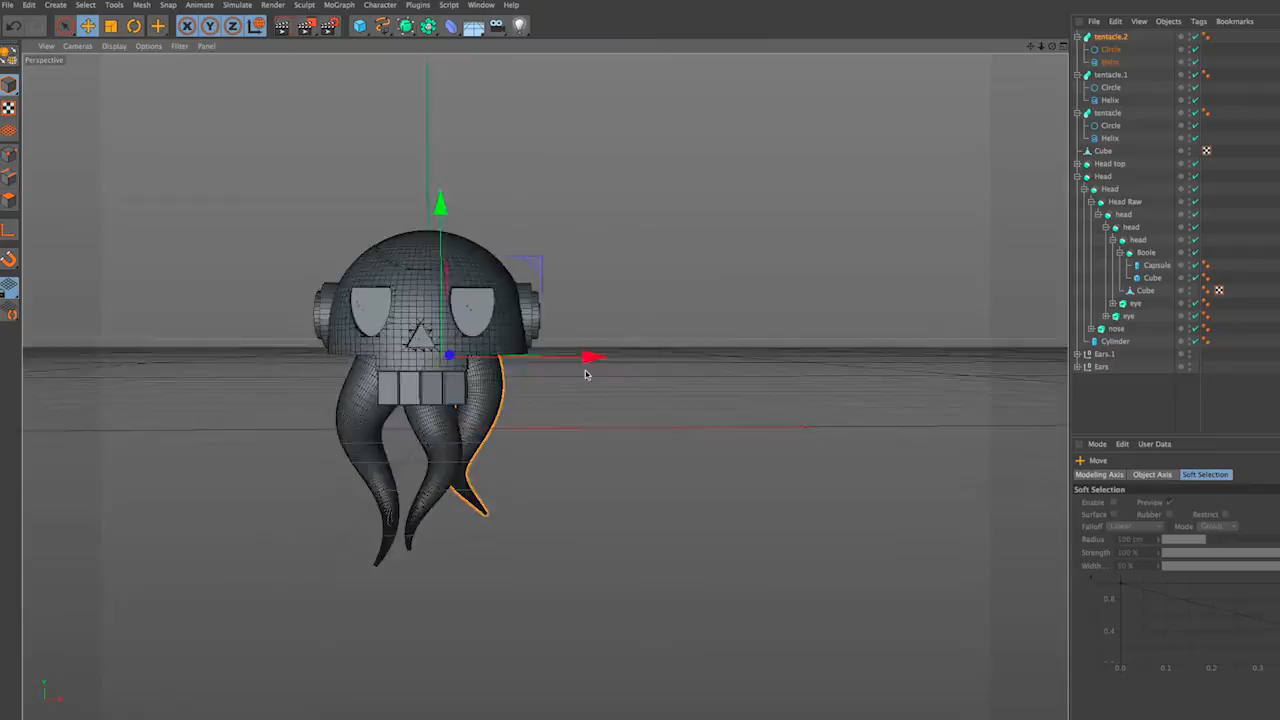 File Edit Create Select Tools Mesh Snap Animate Simulate Render Sculpt MoGraph Character Plugins Script Window Help
View Cameras Display Options Filter Panel
Perspective
X Y Z
File Edit View Objects Tags Bookmarks
tentacle.2
Circle
Helix
tentacle.1
Circle
Helix
tentacle
Circle
Helix
Cube
Head top
Head
Head
Head Raw
head
head
head
Boole
Capsule
Cube
Cube
eye
eye
nose
Cylinder
Ears.1
Ears
Mode Edit User Data
Move
Modeling Axis Object Axis Soft Selection
Soft Selection
Enable Preview
Surface Rubber Restrict
Falloff Linear Mode
Radius 100 cm
Strength 100 %
Width... 50 %
0.8
0.4
0.0 0.1 0.2 0.3
Y